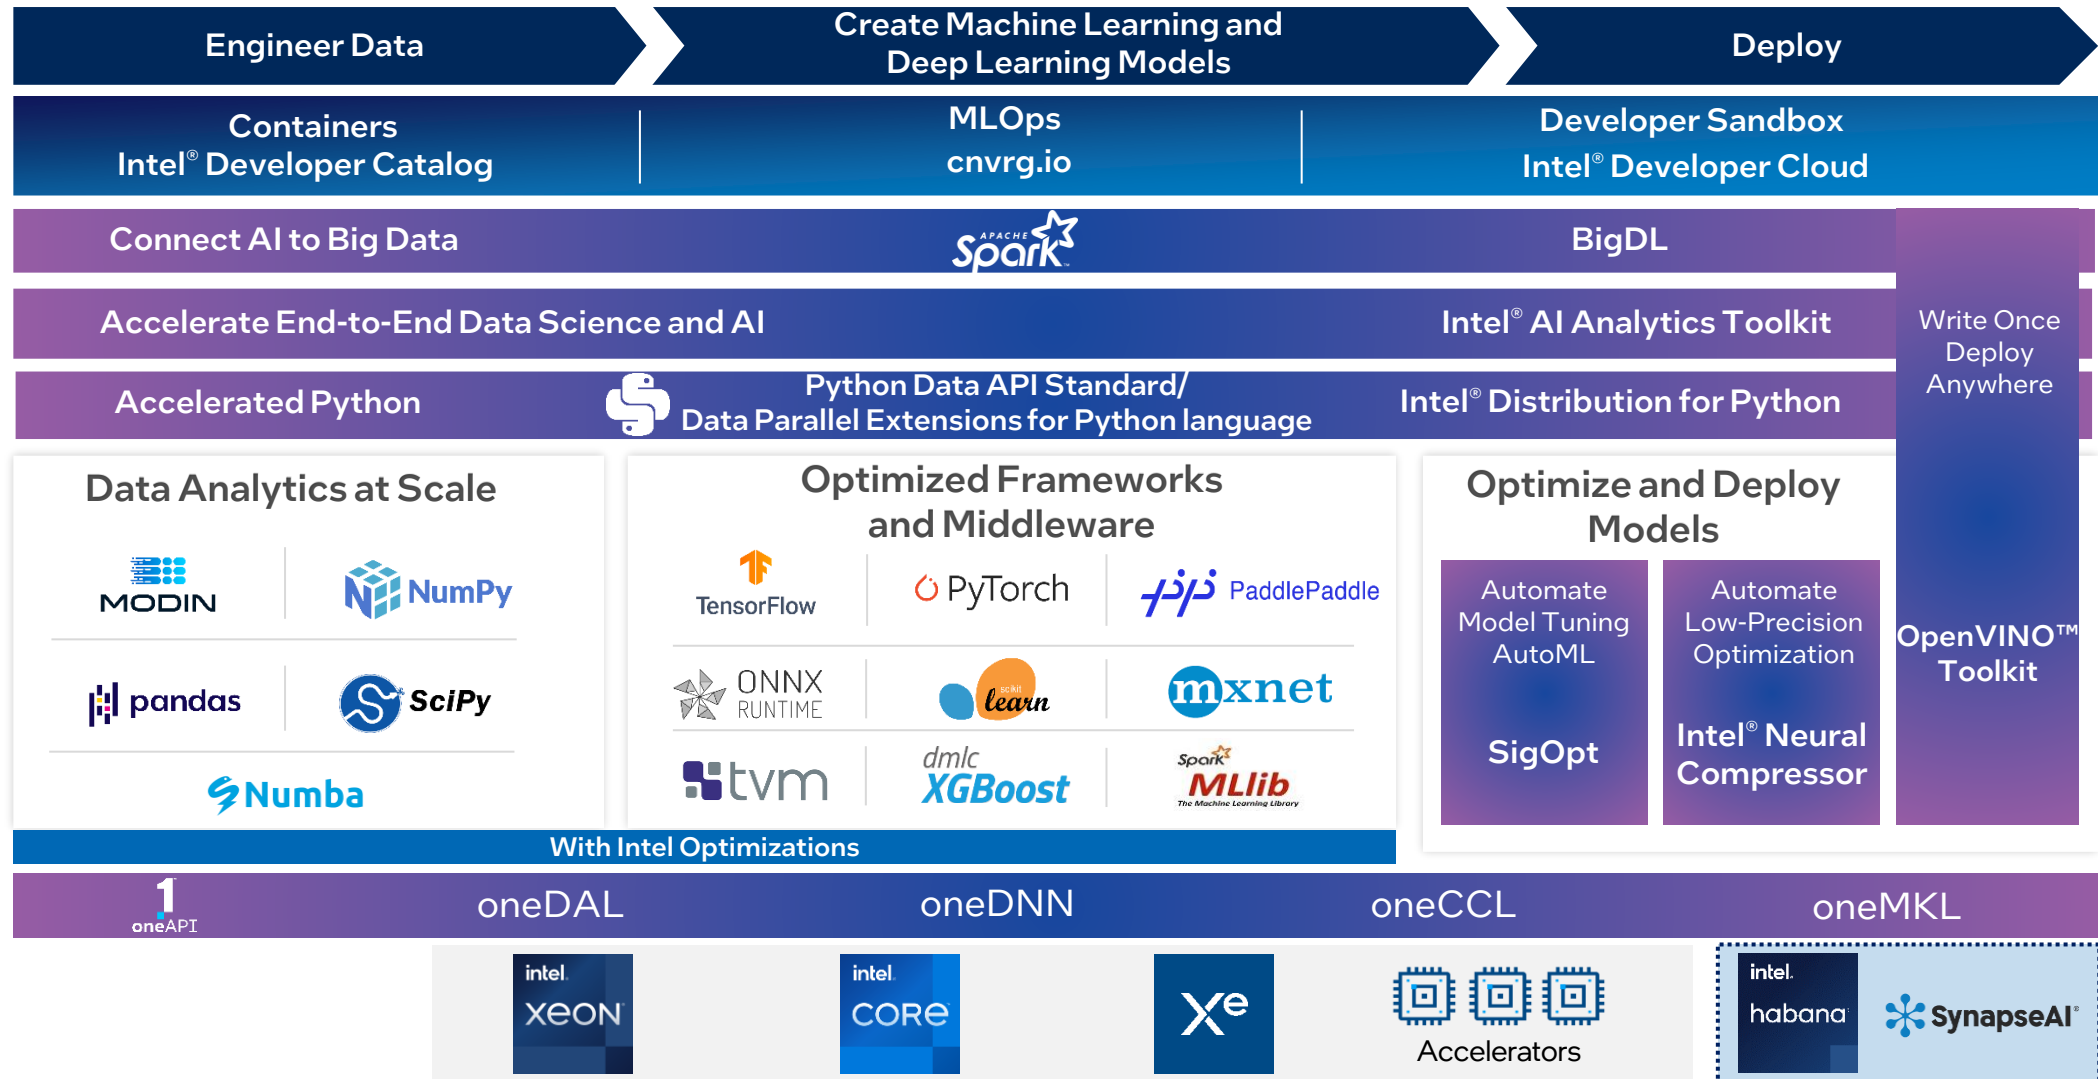 Engineer Data
Create Machine Learning and
Deep Learning Models
Deploy
Containers
Intel® Developer Catalog
MLOps
cnvrg.io
Developer Sandbox
Intel® Developer Cloud
Connect AI to Big Data
APACHE
Spark™
BigDL
Accelerate End-to-End Data Science and AI
Intel® AI Analytics Toolkit
Accelerated Python
Python Data API Standard/
Data Parallel Extensions for Python language
Intel® Distribution for Python
Write Once
Deploy
Anywhere
OpenVINO™
Toolkit
Data Analytics at Scale
MODIN
NumPy
pandas
SciPy
Numba
Optimized Frameworks
and Middleware
TensorFlow
PyTorch
PaddlePaddle
ONNX
RUNTIME
scikit
learn
mxnet
tvm
dmlc
XGBoost
Spark
MLlib
The Machine Learning Library
With Intel Optimizations
Optimize and Deploy
Models
Automate
Model Tuning
AutoML
SigOpt
Automate
Low-Precision
Optimization
Intel® Neural
Compressor
1
oneAPI
oneDAL
oneDNN
oneCCL
oneMKL
intel.
xeon
intel.
CORe
Xe
Accelerators
intel.
habana
SynapseAI®